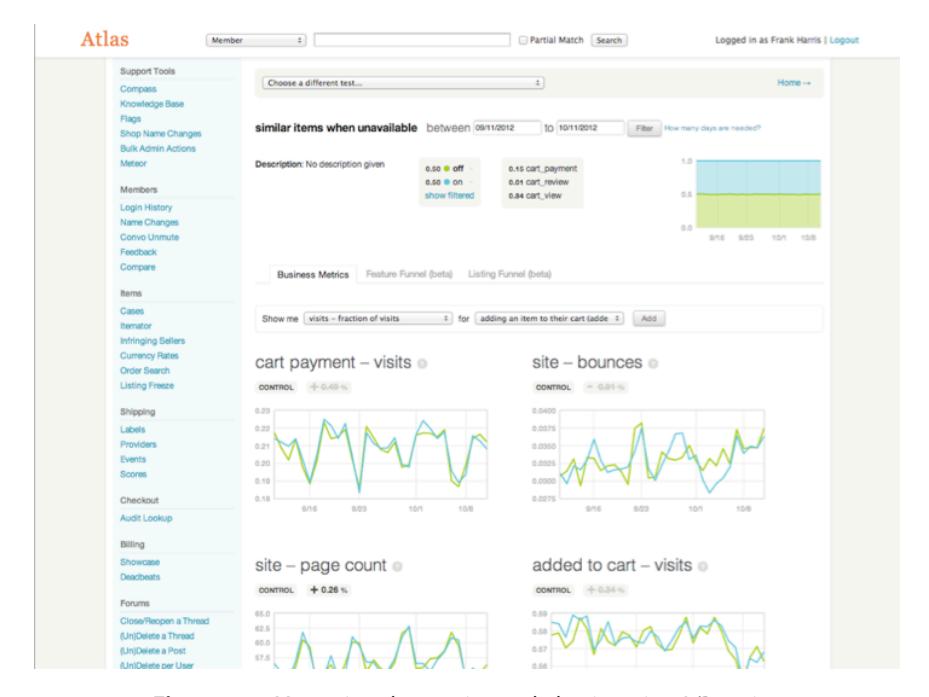 Atlas
Member
Partial Match
Search
Logged in as Frank Harris | Logout
Support Tools
Compass
Knowledge Base
Flags
Shop Name Changes
Bulk Admin Actions
Meteor
Members
Login History
Name Changes
Convo Unmute
Feedback
Compare
Items
Cases
Itemator
Infringing Sellers
Currency Rates
Order Search
Listing Freeze
Shipping
Labels
Providers
Events
Scores
Checkout
Audit Lookup
Billing
Showcase
Deadbeats
Forums
Close/Reopen a Thread
(Un)Delete a Thread
(Un)Delete a Post
(Un)Delete per User
Choose a different test...
Home →
similar items when unavailable between 09/11/2012 to 10/11/2012 Filter How many days are needed?
Description: No description given
0.50 off
0.50 on
show filtered
0.15 cart_payment
0.01 cart_review
0.84 cart_view
1.0
0.5
0.0
9/16 9/23 10/1 10/8
Business Metrics Feature Funnel (beta) Listing Funnel (beta)
Show me visits – fraction of visits for adding an item to their cart (adde Add
cart payment – visits
CONTROL + 0.49 %
0.23
0.22
0.21
0.20
0.19
0.18
9/16 9/23 10/1 10/8
site – bounces
CONTROL – 0.91 %
0.0400
0.0375
0.0350
0.0325
0.0300
0.0275
9/16 9/23 10/1 10/8
site – page count
CONTROL + 0.26 %
65.0
62.5
60.0
57.5
added to cart – visits
CONTROL + 0.34 %
0.59
0.58
0.57
0.56